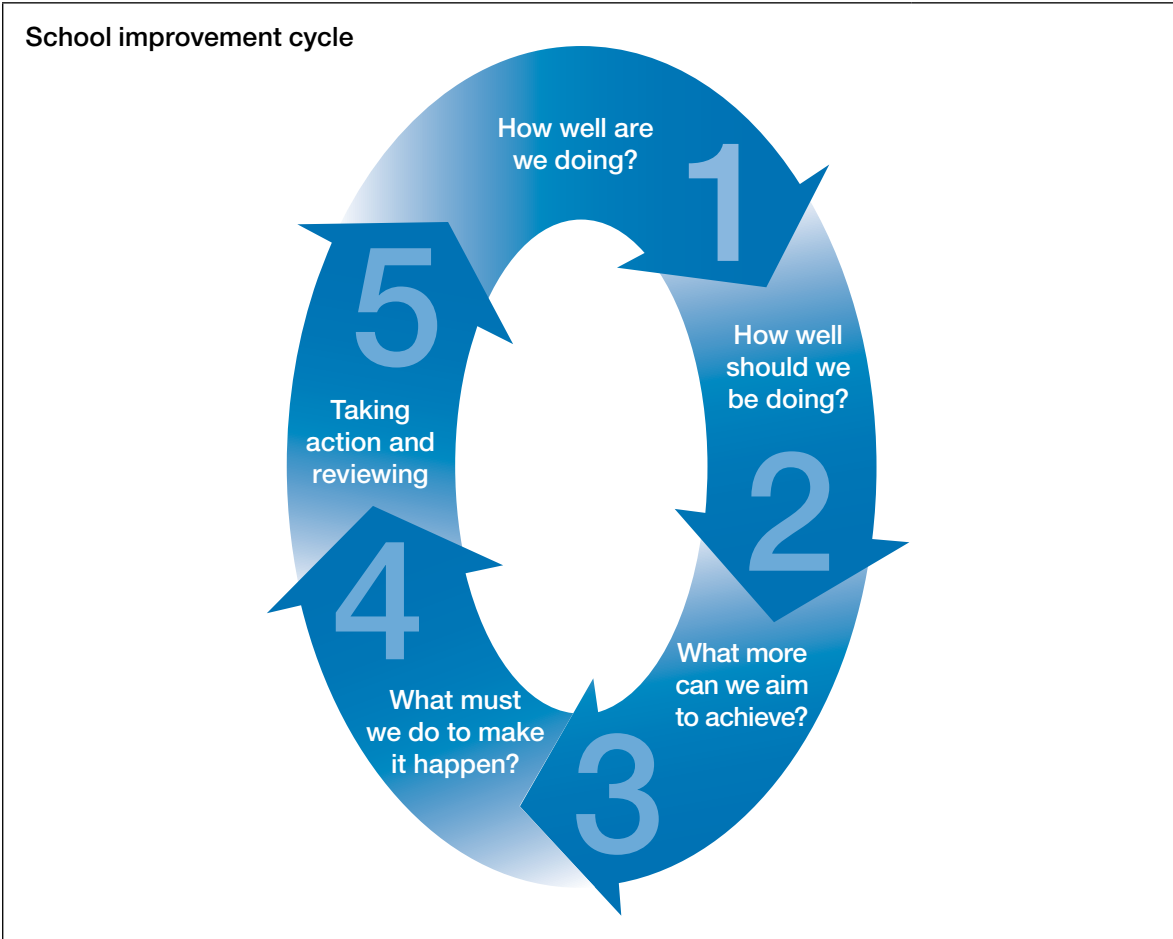 School improvement cycle
How well are
we doing?
1
How well
should we
be doing?
2
What more
can we aim
to achieve?
3
What must
we do to make
it happen?
4
Taking
action and
reviewing
5